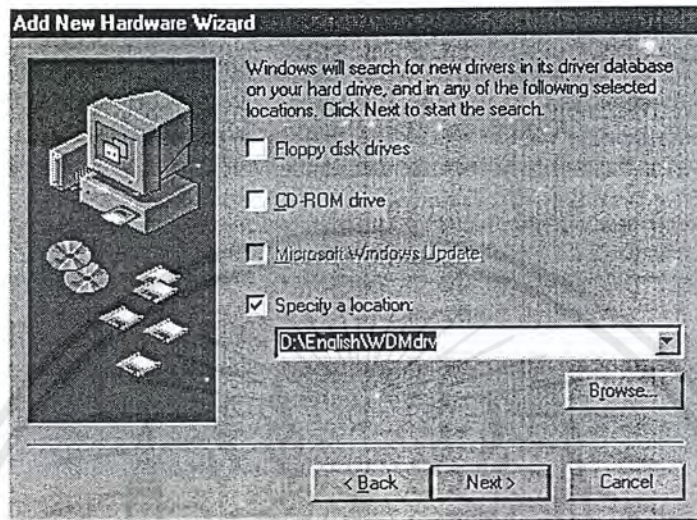 Add New Hardware Wizard
Windows will search for new drivers in its driver database
on your hard drive, and in any of the following selected
locations. Click Next to start the search.
Floppy disk drives
CD-ROM drive
Microsoft Windows Update
Specify a location:
D:\English\WDMdrv
Browse...
< Back Next > Cancel